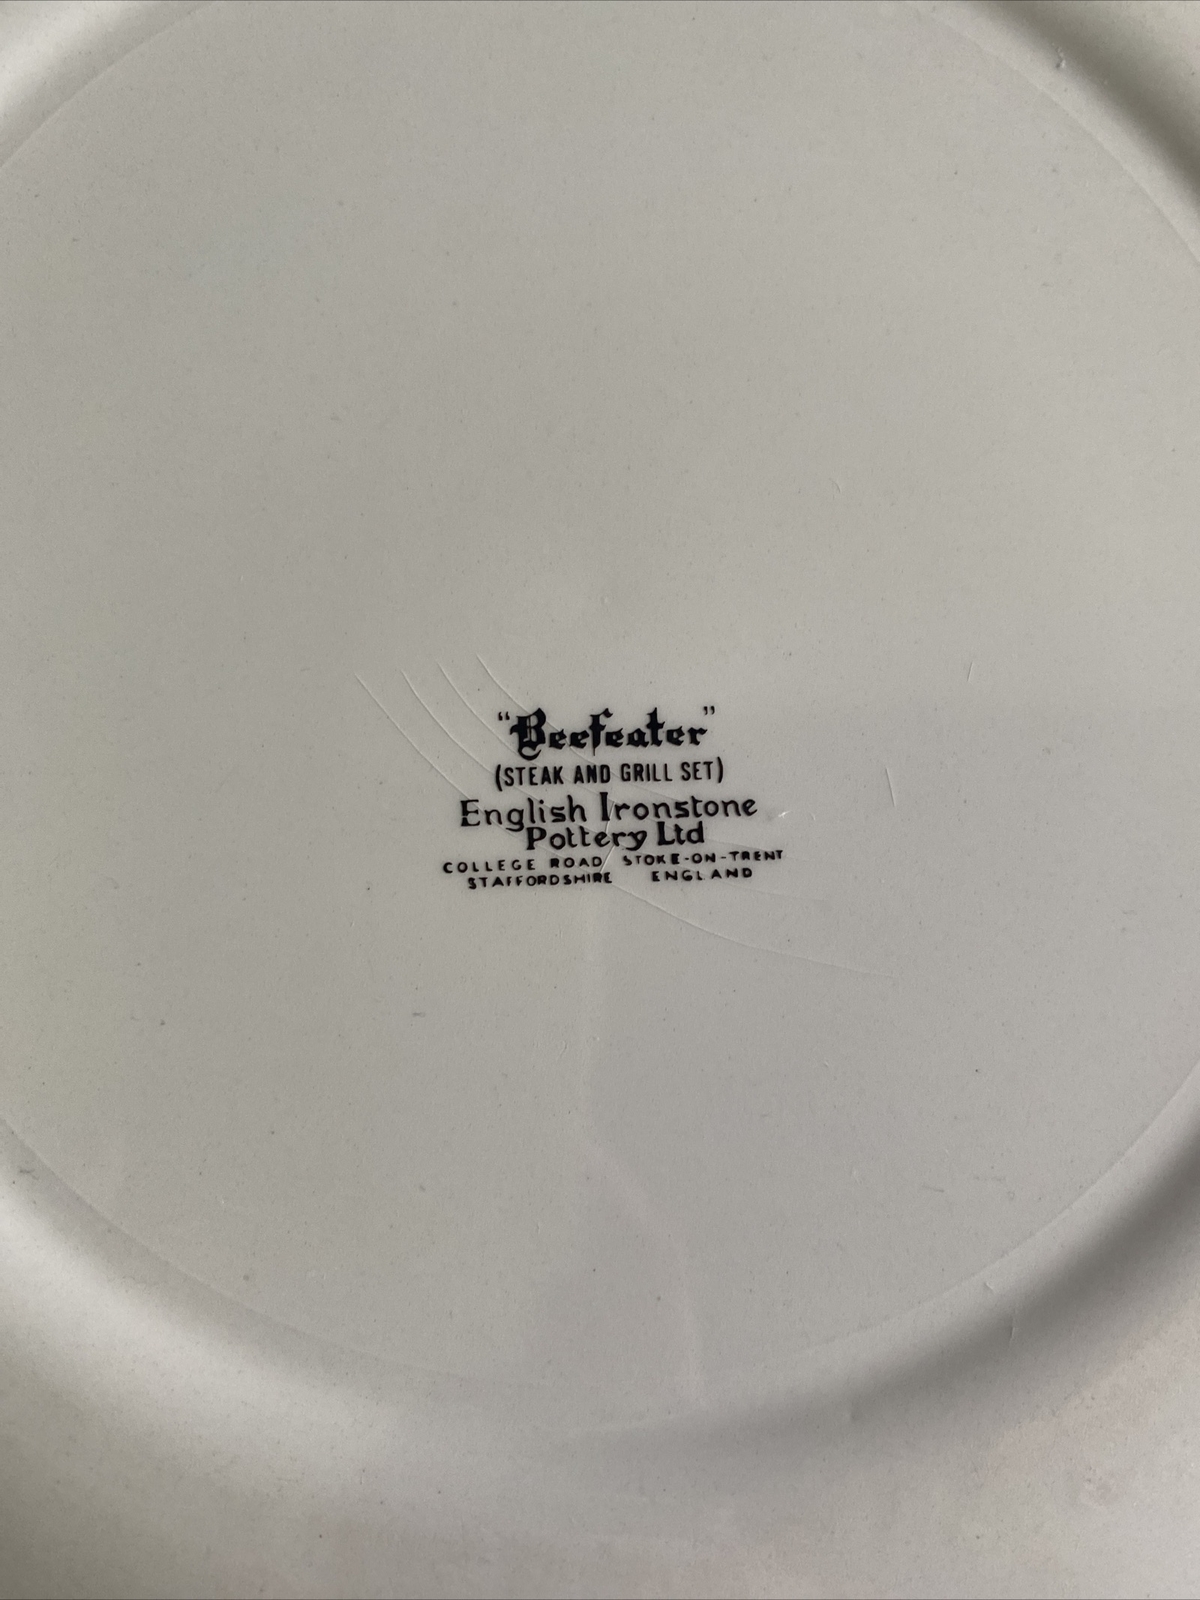 "Beefeater"
(STEAK AND GRILL SET)
English Ironstone
Pottery Ltd
COLLEGE ROAD STOKE-ON-TRENT
STAFFORDSHIRE ENGLAND